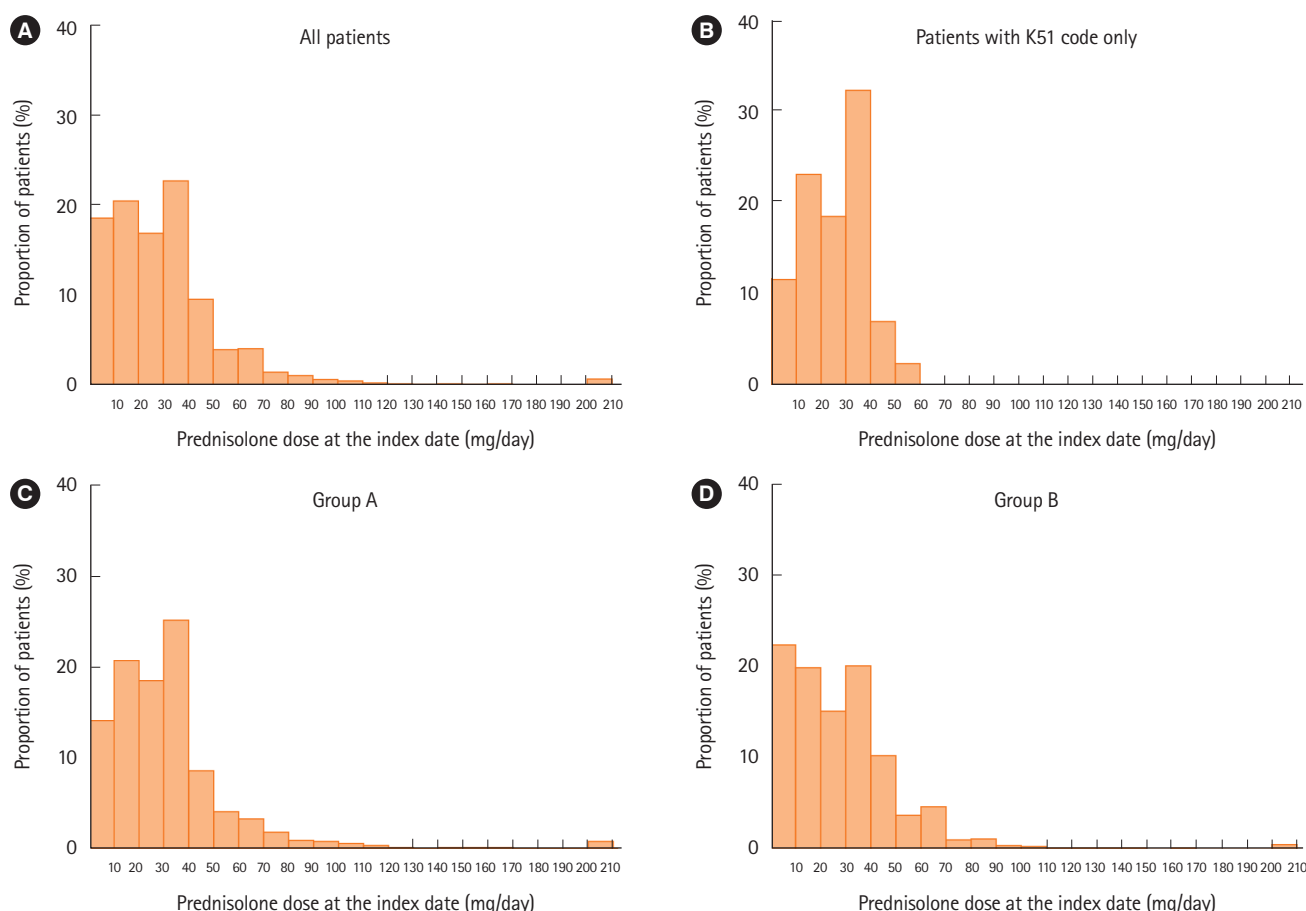 A
All patients
Proportion of patients (%)
40
30
20
10
0
10 20 30 40 50 60 70 80 90 100 110 120 130 140 150 160 170 180 190 200 210
Prednisolone dose at the index date (mg/day)
B
Patients with K51 code only
Proportion of patients (%)
40
30
20
10
0
10 20 30 40 50 60 70 80 90 100 110 120 130 140 150 160 170 180 190 200 210
Prednisolone dose at the index date (mg/day)
C
Group A
Proportion of patients (%)
40
30
20
10
0
10 20 30 40 50 60 70 80 90 100 110 120 130 140 150 160 170 180 190 200 210
Prednisolone dose at the index date (mg/day)
D
Group B
Proportion of patients (%)
40
30
20
10
0
10 20 30 40 50 60 70 80 90 100 110 120 130 140 150 160 170 180 190 200 210
Prednisolone dose at the index date (mg/day)